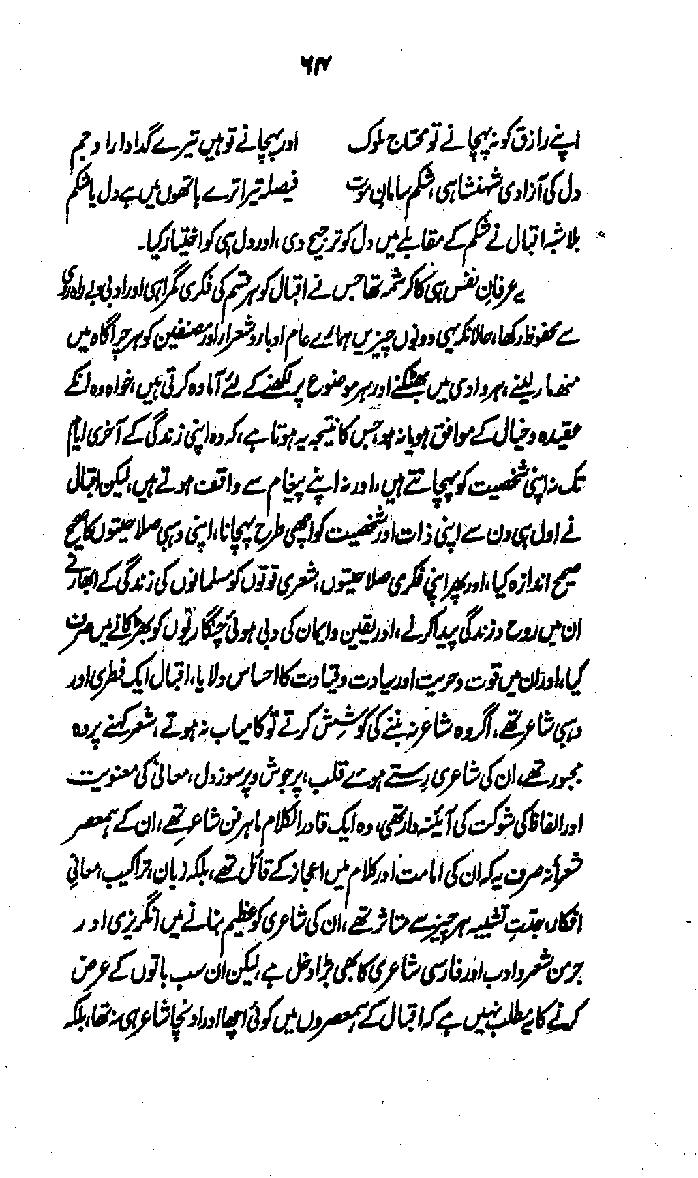 ۶۴
اپنے رازق کو نہ پہچانے تو محتاج ملوک اور پہچانے تو ہیں تیرے گدا دارا و جم
دل کی آزادی شہنشاہی، شکم سامانِ موت فیصلہ تیرا ترے ہاتھوں میں ہے دل یا شکم
بلاشبہ اقبال نے شکم کے مقابلے میں دل کو ترجیح دی، اور دل ہی کو اختیار کیا۔
یہ عرفانِ نفس ہی کا کرشمہ تھا جس نے اقبال کو ہر قسم کی فکری گمراہی اور ادبی بے راہ روی
سے محفوظ رکھا، حالانکہ یہی دونوں چیزیں ہمارے عام ادباء و شعراء اور مصنفین کو ہر چراگاہ میں
منھ مار لینے، ہر وادی میں بھٹکنے اور ہر موضوع پر لکھنے کے لئے آمادہ کرتی ہیں، خواہ وہ انکے
عقیدہ و خیال کے موافق ہو یا نہ ہو، جس کا نتیجہ یہ ہوتا ہے، کہ وہ اپنی زندگی کے آخری ایام
تک نہ اپنی شخصیت کو پہچانتے ہیں، اور نہ اپنے پیغام سے واقف ہوتے ہیں، لیکن اقبال
نے اول ہی دن سے اپنی ذات اور شخصیت کو اچھی طرح پہچانا، اپنی وہبی صلاحیتوں کا صحیح
صحیح اندازہ کیا، اور پھر اپنی فکری صلاحیتوں، شعری قوتوں کو مسلمانوں کی زندگی کے ابھارنے
ان میں روح و زندگی پیدا کرنے، اور یقین و ایمان کی دبی ہوئی چنگاریوں کو بھڑکانے میں صرف
کیا، اور ان میں قوت و حریت اور سیادت و قیادت کا احساس دلایا، اقبال ایک فطری اور
وہبی شاعر تھے، اگر وہ شاعر نہ بننے کی کوشش کرتے تو کامیاب نہ ہوتے، شعر کہنے پر وہ
مجبور تھے، ان کی شاعری رستے ہوئے قلب، پرجوش و پرسوز دل، معانی کی معنویت
اور الفاظ کی شوکت کی آئینہ دار تھی، وہ ایک قادر الکلام ماہر فن شاعر تھے، ان کے ہمعصر
شعراء نہ صرف یہ کہ ان کی امامت اور کلام میں اعجاز کے قائل تھے، بلکہ زبان، تراکیب، معانی
افکار، جدتِ تشبیہ ہر چیز سے متاثر تھے، ان کی شاعری کو عظیم بنانے میں انگریزی اور
جرمن شعر و ادب اور فارسی شاعری کا بھی بڑا دخل ہے، لیکن ان سب باتوں کے عرض
کرنے کا یہ مطلب نہیں ہے کہ اقبال کے ہمعصروں میں کوئی اچھا اور اونچا شاعر ہی نہ تھا، بلکہ